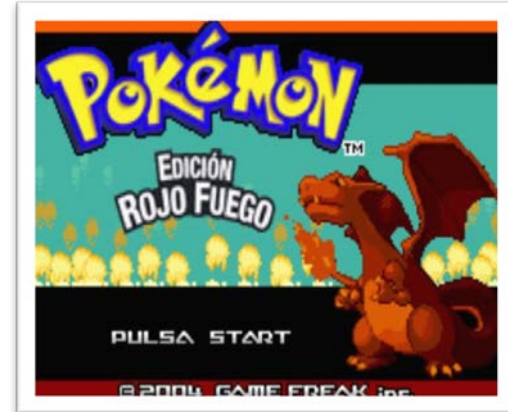 POKéMON
TM
EDICIÓN
ROJO FUEGO
PULSA START
© 2004 GAME FREAK inc.